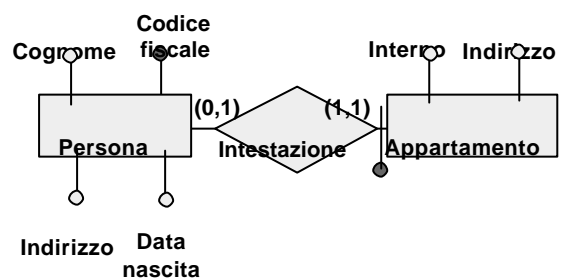 Codice
fiscale
Cognome
Interno
Indirizzo
(0,1)
(1,1)
Persona
Intestazione
Appartamento
Indirizzo
Data
nascita